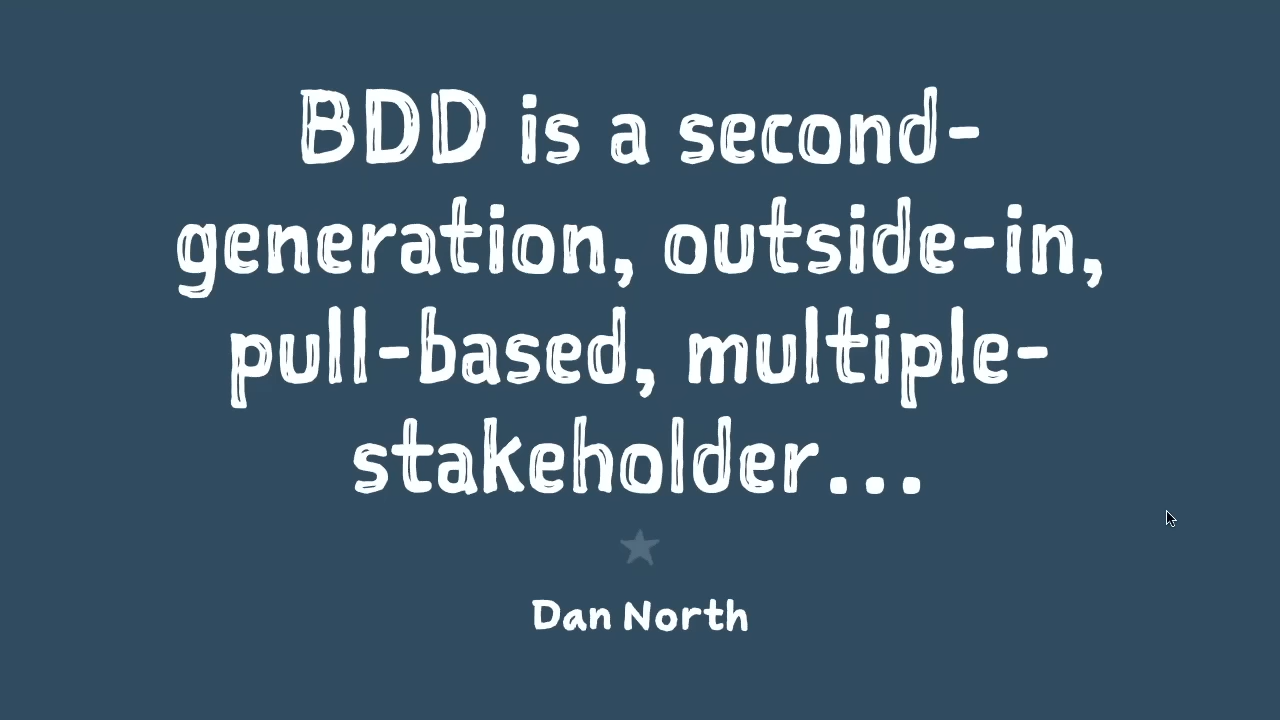 BDD is a second-
generation, outside-in,
pull-based, multiple-
stakeholder...
Dan North